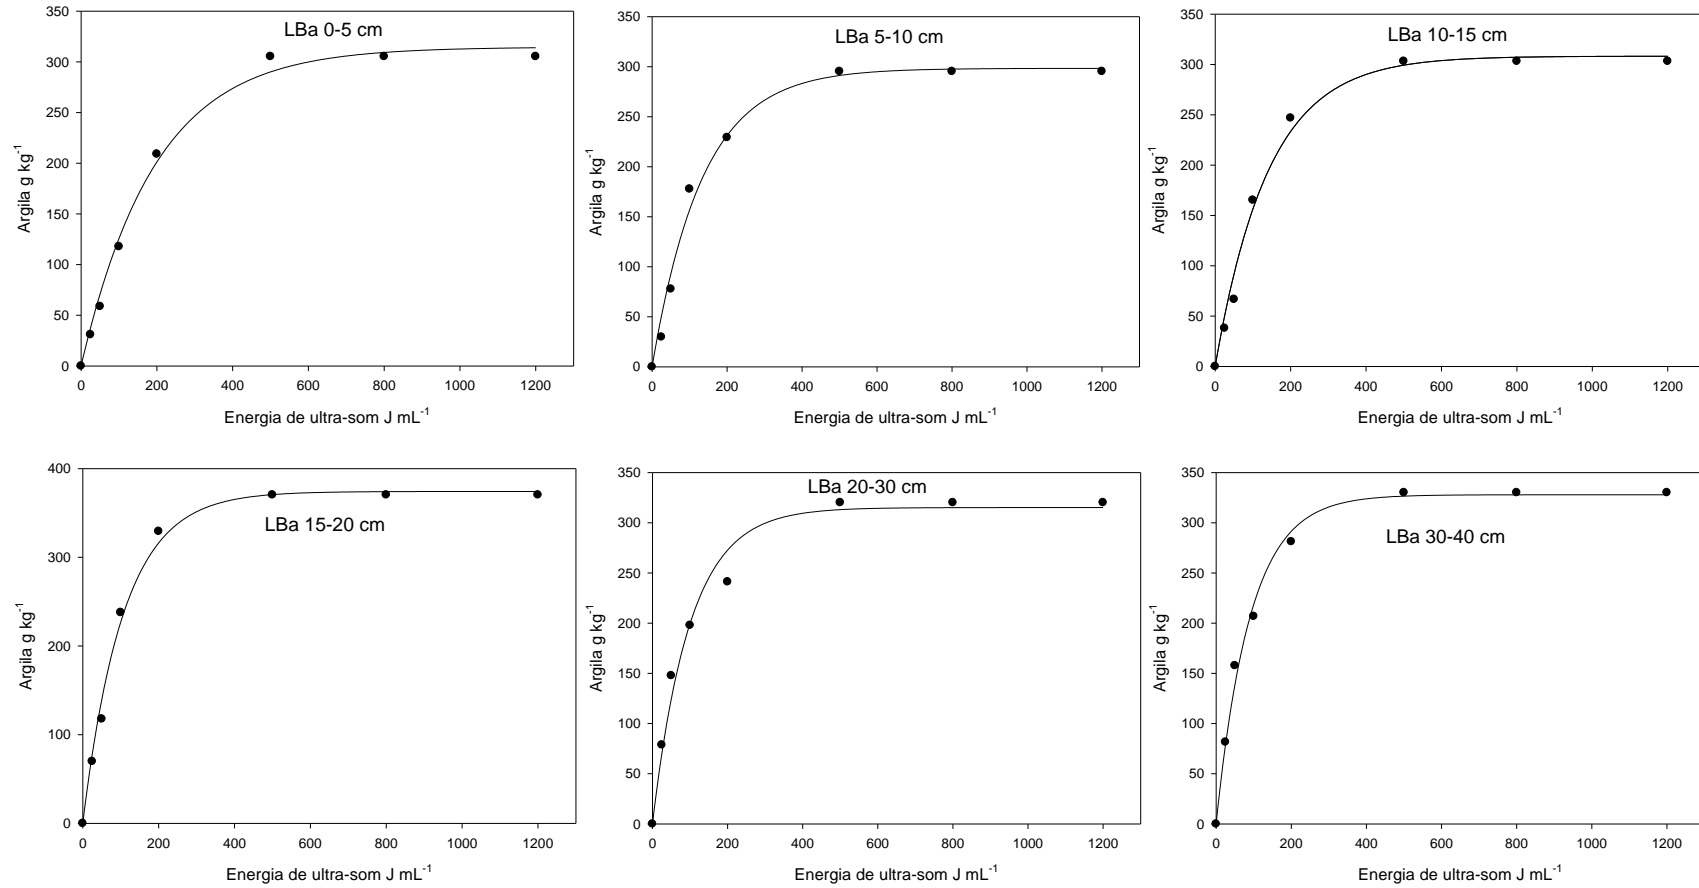 LBa 0-5 cm
Argila g kg-1
350
300
250
200
150
100
50
0
0 200 400 600 800 1000 1200
Energia de ultra-som J mL-1
LBa 5-10 cm
Argila g kg-1
350
300
250
200
150
100
50
0
0 200 400 600 800 1000 1200
Energia de ultra-som J mL-1
LBa 10-15 cm
Argila g kg-1
350
300
250
200
150
100
50
0
0 200 400 600 800 1000 1200
Energia de ultra-som J mL-1
LBa 15-20 cm
Argila g kg-1
400
300
200
100
0
0 200 400 600 800 1000 1200
Energia de ultra-som J mL-1
LBa 20-30 cm
Argila g kg-1
350
300
250
200
150
100
50
0
0 200 400 600 800 1000 1200
Energia de ultra-som J mL-1
LBa 30-40 cm
Argila g kg-1
350
300
250
200
150
100
50
0
0 200 400 600 800 1000 1200
Energia de ultra-som J mL-1